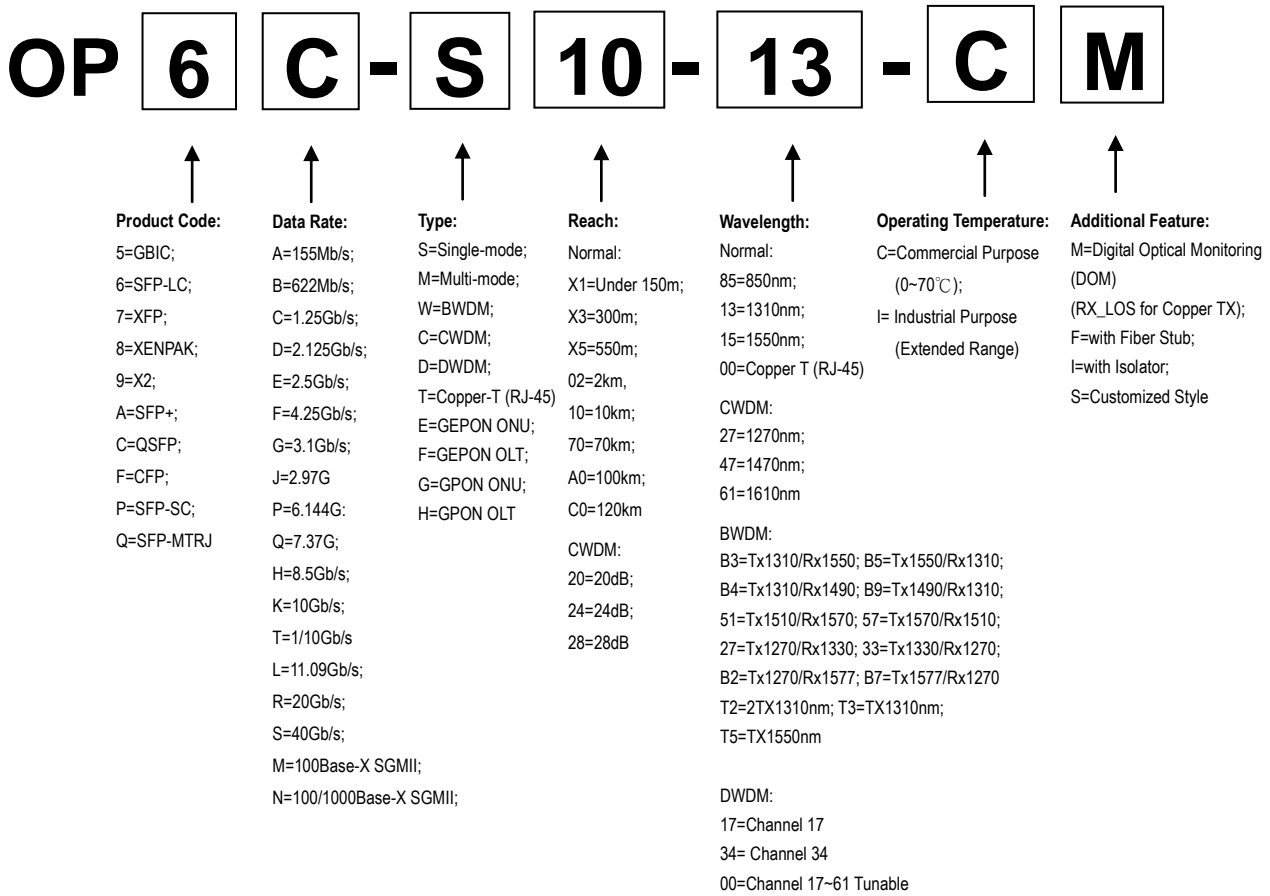 OP 6 C - S 10 - 13 - C M
Product Code:
5=GBIC;
6=SFP-LC;
7=XFP;
8=XENPAK;
9=X2;
A=SFP+;
C=QSFP;
F=CFP;
P=SFP-SC;
Q=SFP-MTRJ
Data Rate:
A=155Mb/s;
B=622Mb/s;
C=1.25Gb/s;
D=2.125Gb/s;
E=2.5Gb/s;
F=4.25Gb/s;
G=3.1Gb/s;
J=2.97G
P=6.144G:
Q=7.37G;
H=8.5Gb/s;
K=10Gb/s;
T=1/10Gb/s
L=11.09Gb/s;
R=20Gb/s;
S=40Gb/s;
M=100Base-X SGMII;
N=100/1000Base-X SGMII;
Type:
S=Single-mode;
M=Multi-mode;
W=BWDM;
C=CWDM;
D=DWDM;
T=Copper-T (RJ-45)
E=GEPON ONU;
F=GEPON OLT;
G=GPON ONU;
H=GPON OLT
Reach:
Normal:
X1=Under 150m;
X3=300m;
X5=550m;
02=2km,
10=10km;
70=70km;
A0=100km;
C0=120km
CWDM:
20=20dB;
24=24dB;
28=28dB
Wavelength:
Normal:
85=850nm;
13=1310nm;
15=1550nm;
00=Copper T (RJ-45)
CWDM:
27=1270nm;
47=1470nm;
61=1610nm
BWDM:
B3=Tx1310/Rx1550; B5=Tx1550/Rx1310;
B4=Tx1310/Rx1490; B9=Tx1490/Rx1310;
51=Tx1510/Rx1570; 57=Tx1570/Rx1510;
27=Tx1270/Rx1330; 33=Tx1330/Rx1270;
B2=Tx1270/Rx1577; B7=Tx1577/Rx1270
T2=2TX1310nm; T3=TX1310nm;
T5=TX1550nm
DWDM:
17=Channel 17
34= Channel 34
00=Channel 17~61 Tunable
Operating Temperature:
C=Commercial Purpose
(0~70℃);
I= Industrial Purpose
(Extended Range)
Additional Feature:
M=Digital Optical Monitoring
(DOM)
(RX_LOS for Copper TX);
F=with Fiber Stub;
I=with Isolator;
S=Customized Style